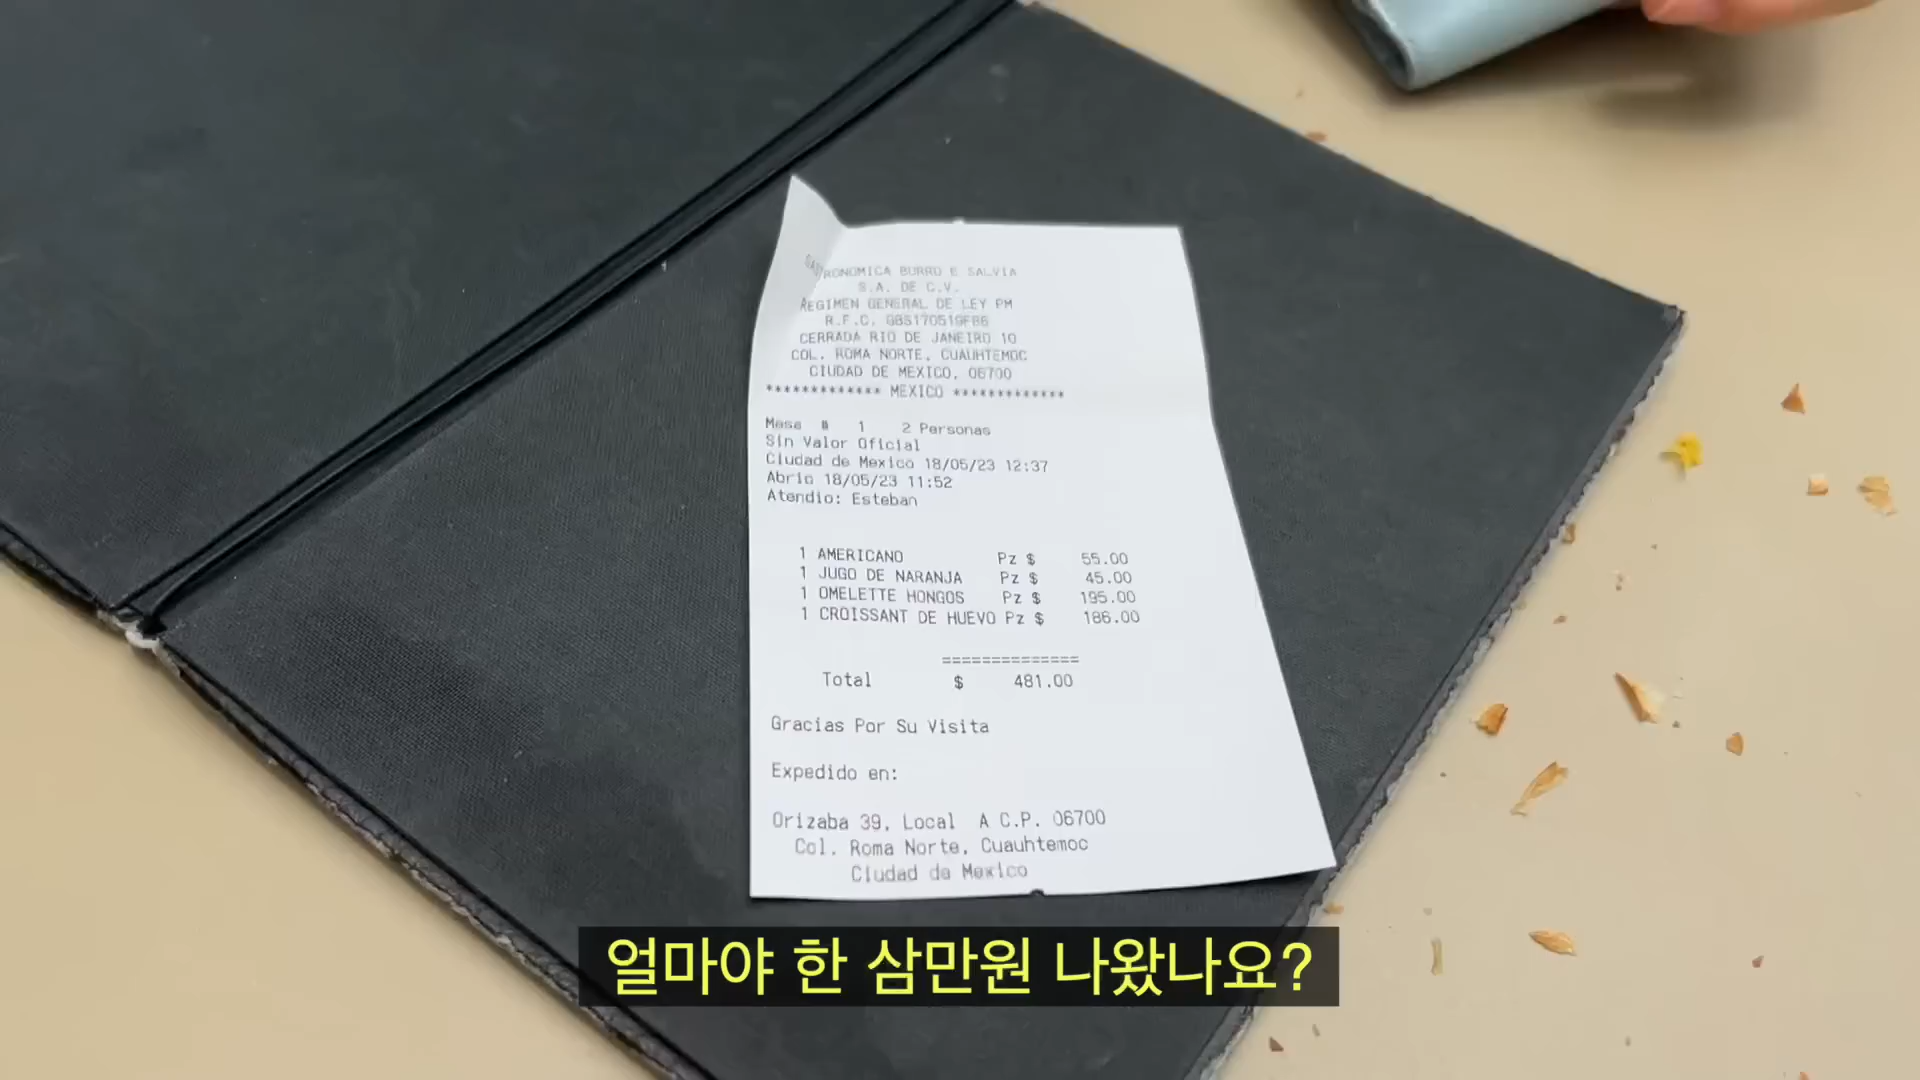 GASTRONOMICA BURRO E SALVIA
S.A. DE C.V.
REGIMEN GENERAL DE LEY PM
R.F.C. GBS170519FB6
CERRADA RIO DE JANEIRO 10
COL. ROMA NORTE, CUAUHTEMOC
CIUDAD DE MEXICO, 06700
************* MEXICO *************
Mesa # 1 2 Personas
Sin Valor Oficial
Ciudad de Mexico 18/05/23 12:37
Abrio 18/05/23 11:52
Atendio: Esteban
1 AMERICANO Pz $ 55.00
1 JUGO DE NARANJA Pz $ 45.00
1 OMELETTE HONGOS Pz $ 195.00
1 CROISSANT DE HUEVO Pz $ 186.00
==============
Total $ 481.00
Gracias Por Su Visita
Expedido en:
Orizaba 39, Local A C.P. 06700
Col. Roma Norte, Cuauhtemoc
Ciudad de Mexico
얼마야 한 삼만원 나왔나요?